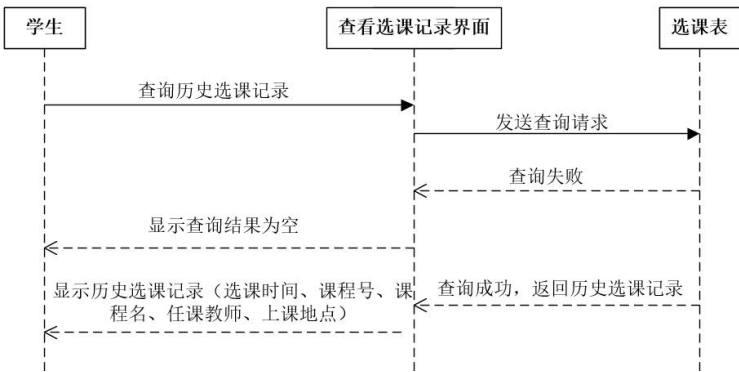 学生
查看选课记录界面
选课表
查询历史选课记录
发送查询请求
查询失败
显示查询结果为空
查询成功，返回历史选课记录
显示历史选课记录（选课时间、课程号、课
程名、任课教师、上课地点）